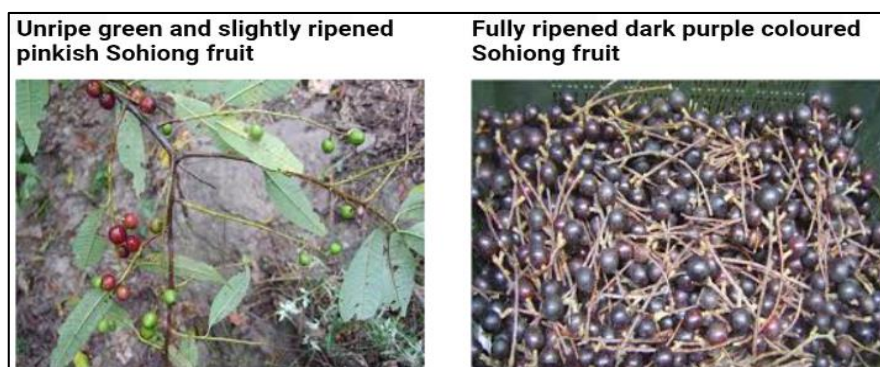 Unripe green and slightly ripened
pinkish Sohiong fruit
Fully ripened dark purple coloured
Sohiong fruit